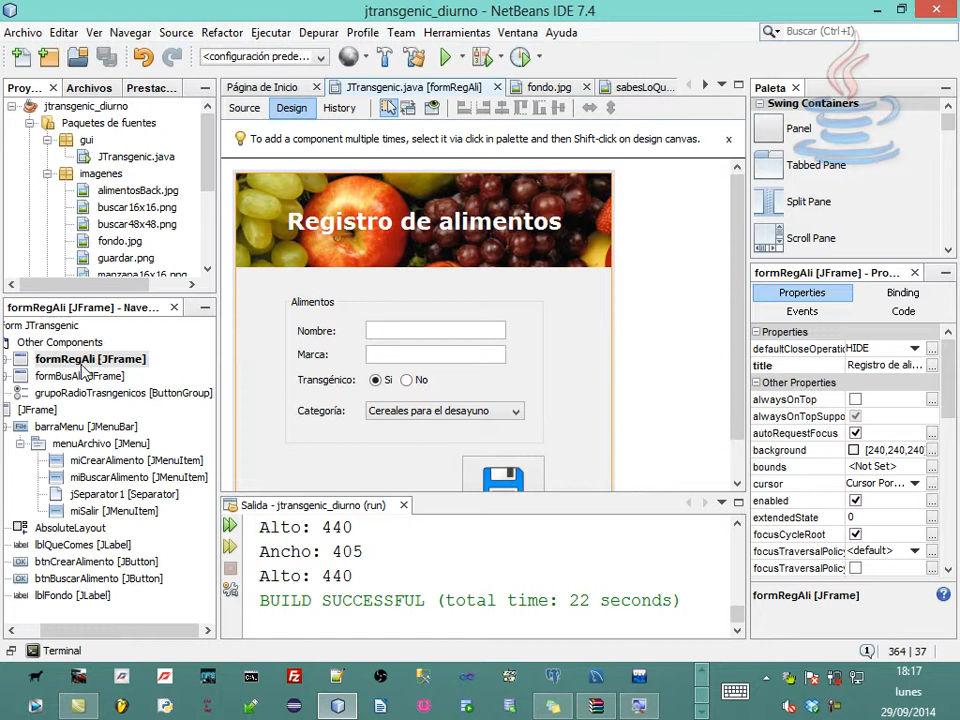 jtransgenic_diurno - NetBeans IDE 7.4
Archivo Editar Ver Navegar Source Reestructurar Refactor Ejecutar Depurar Profile Team Herramientas Ventana Ayuda
Buscar (Ctrl+I)
<configuración prede...
Proy... Archivos Prestac...
Página de Inicio JTransgenic.java [formRegAli] fondo.jpg sabesLoQu...
Paleta
Source Design History
To add a component multiple times, select it via click in palette and then Shift-click on design canvas. x
jtransgenic_diurno
Paquetes de fuentes
gui
JTransgenic.java
imagenes
alimentosBack.jpg
buscar16x16.png
buscar48x48.png
fondo.jpg
guardar.png
manzana16x16.png
Registro de alimentos
Alimentos
Nombre:
Marca:
Transgénico: Si No
Categoría: Cereales para el desayuno
Swing Containers
Panel
Tabbed Pane
Split Pane
Scroll Pane
formRegAli [JFrame] - Nave...
form JTransgenic
Other Components
formRegAli [JFrame]
formBusAli [JFrame]
grupoRadioTrasngenicos [ButtonGroup]
[JFrame]
barraMenu [JMenuBar]
menuArchivo [JMenu]
miCrearAlimento [JMenuItem]
miBuscarAlimento [JMenuItem]
jSeparator1 [Separator]
miSalir [JMenuItem]
AbsoluteLayout
lblQueComes [JLabel]
btnCrearAlimento [JButton]
btnBuscarAlimento [JButton]
lblFondo [JLabel]
Salida - jtransgenic_diurno (run)
Alto: 440
Ancho: 405
Alto: 440
BUILD SUCCESSFUL (total time: 22 seconds)
formRegAli [JFrame] - Pro...
Properties Binding
Events Code
Properties
defaultCloseOperati HIDE
title Registro de ali...
Other Properties
alwaysOnTop
alwaysOnTopSuppo
autoRequestFocus
background [240,240,240
bounds <Not Set>
cursor Cursor Por...
enabled
extendedState 0
focusCycleRoot
focusTraversalPolicy <default>
focusTraversalPolicy
formRegAli [JFrame]
Terminal
1 364 | 37
18:17
lunes
29/09/2014